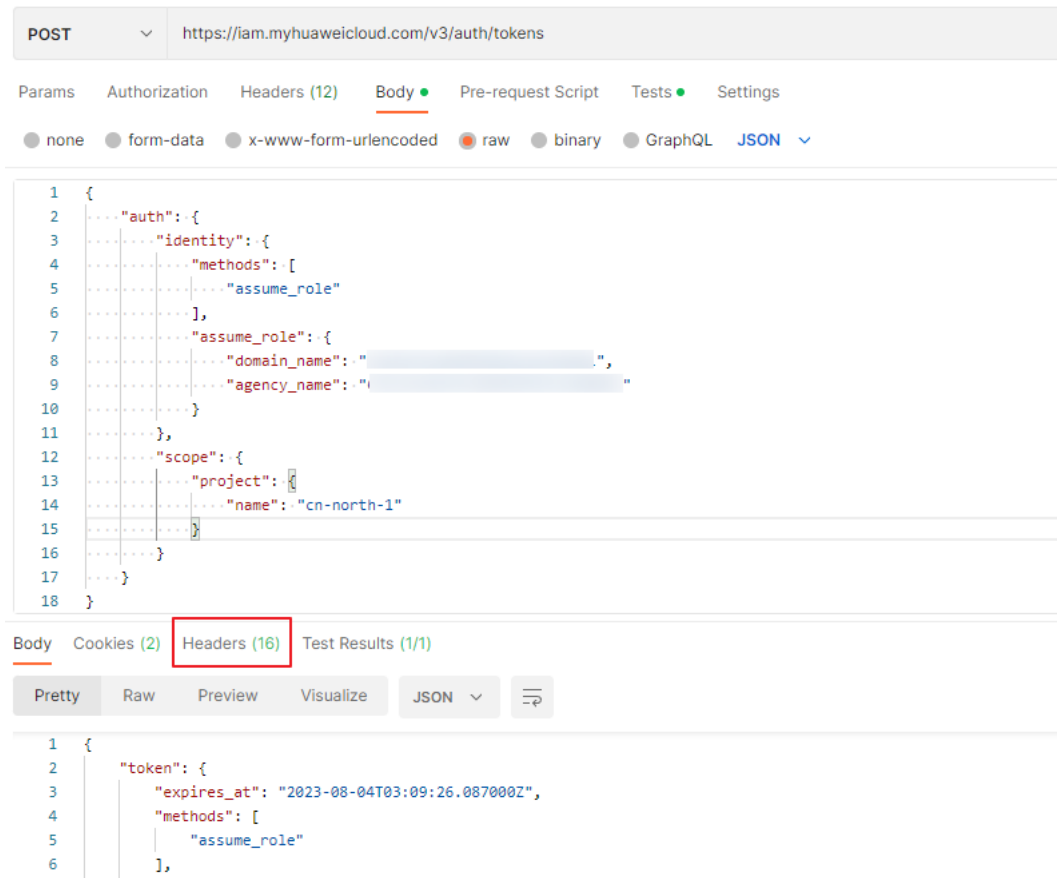 POST https://iam.myhuaweicloud.com/v3/auth/tokens
Params Authorization Headers (12) Body Pre-request Script Tests Settings
none form-data x-www-form-urlencoded raw binary GraphQL JSON
1 {
2 "auth": {
3 "identity": {
4 "methods": [
5 "assume_role"
6 ],
7 "assume_role": {
8 "domain_name": " ",
9 "agency_name": " "
10 }
11 },
12 "scope": {
13 "project": {
14 "name": "cn-north-1"
15 }
16 }
17 }
18 }
Body Cookies (2) Headers (16) Test Results (1/1)
Pretty Raw Preview Visualize JSON
1 {
2 "token": {
3 "expires_at": "2023-08-04T03:09:26.087000Z",
4 "methods": [
5 "assume_role"
6 ],